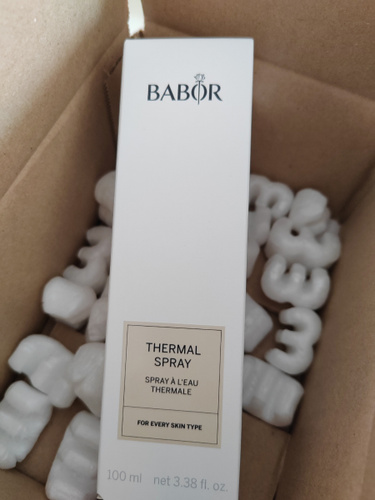 BABOR
THERMAL
SPRAY
SPRAY À L'EAU
THERMALE
FOR EVERY SKIN TYPE
100 ml net 3.38 fl. oz.